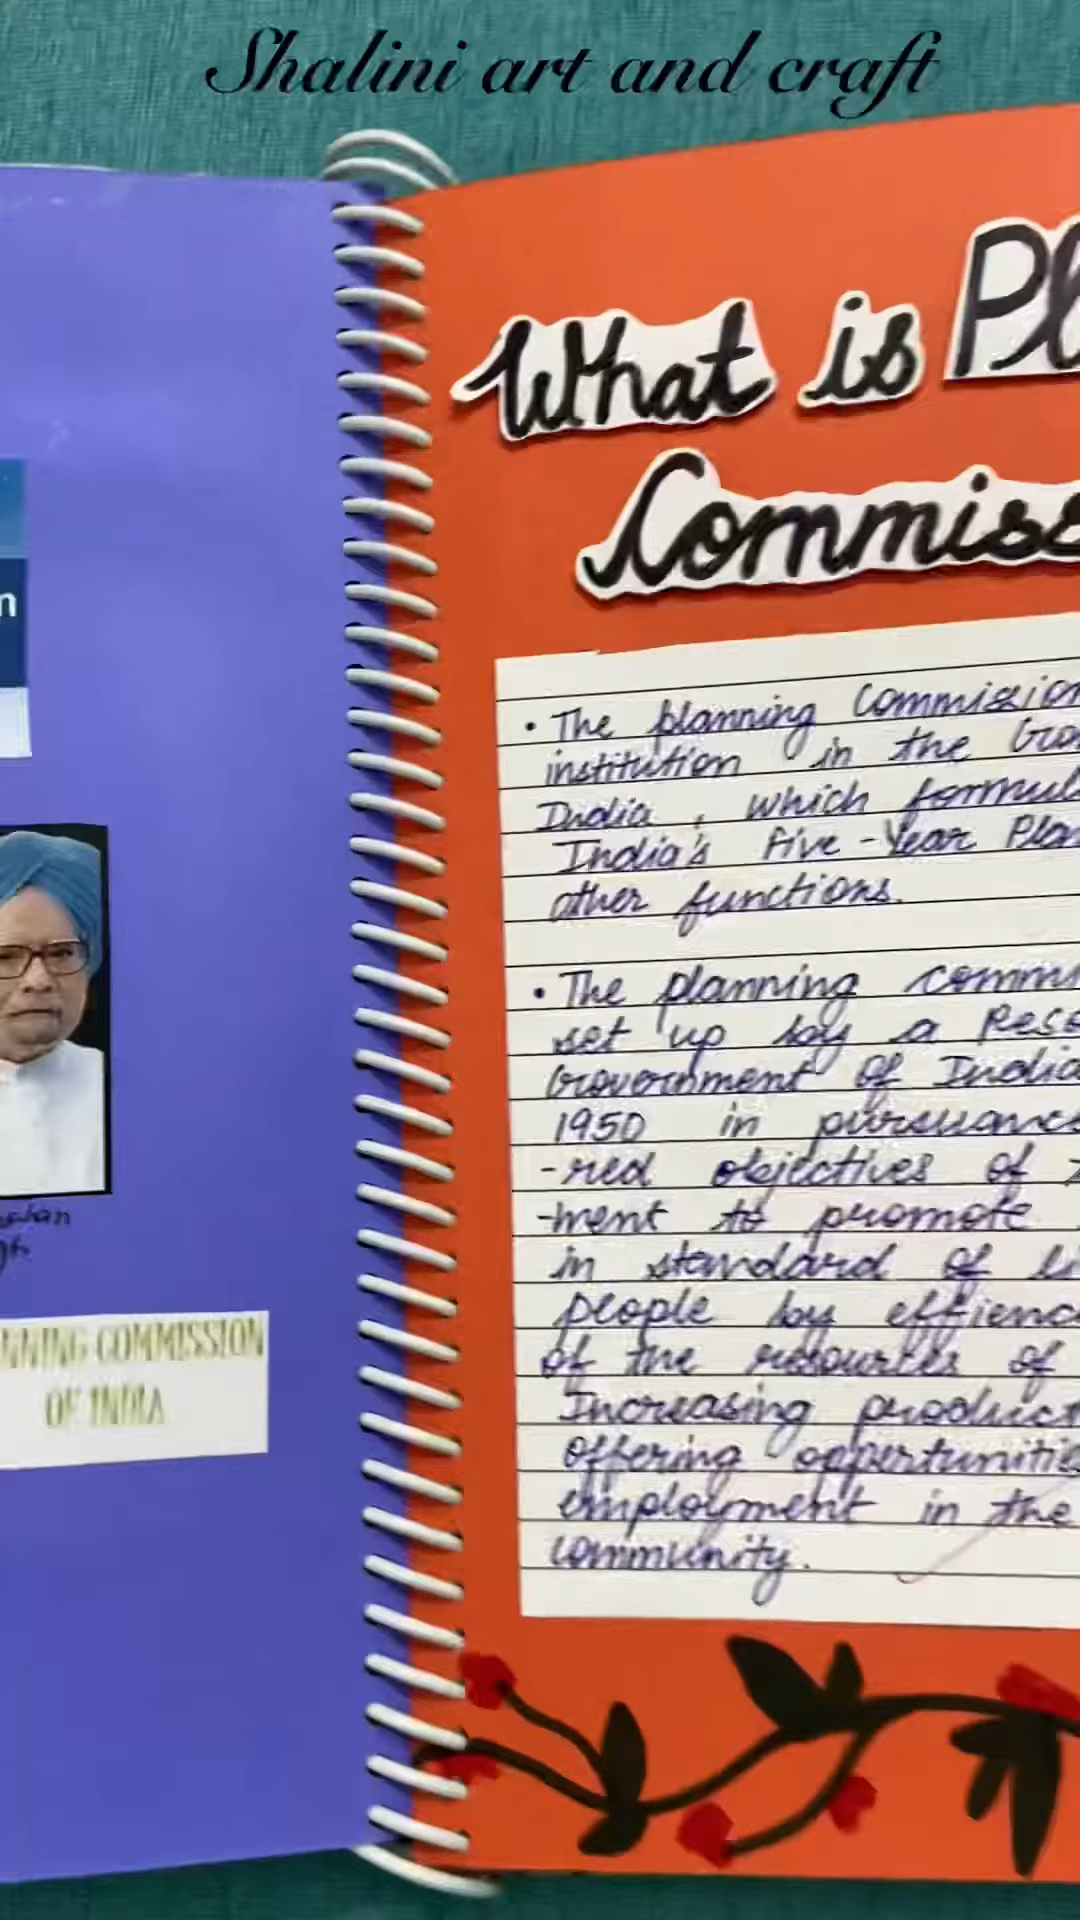 Shalini art and craft
n
NNING COMMISSION
OF INDIA
What is Pl
Commiss
• The planning Commission
institution in the Gov
India, which formula
India's Five-Year Plan
other functions.
• The planning comm
set up by a Reso
Government of India
1950 in pursuance
-red objectives of
-ment to promote
in standard of li
people by effienc
of the resources of
Increasing product
offering opportunitie
employment in the
community.